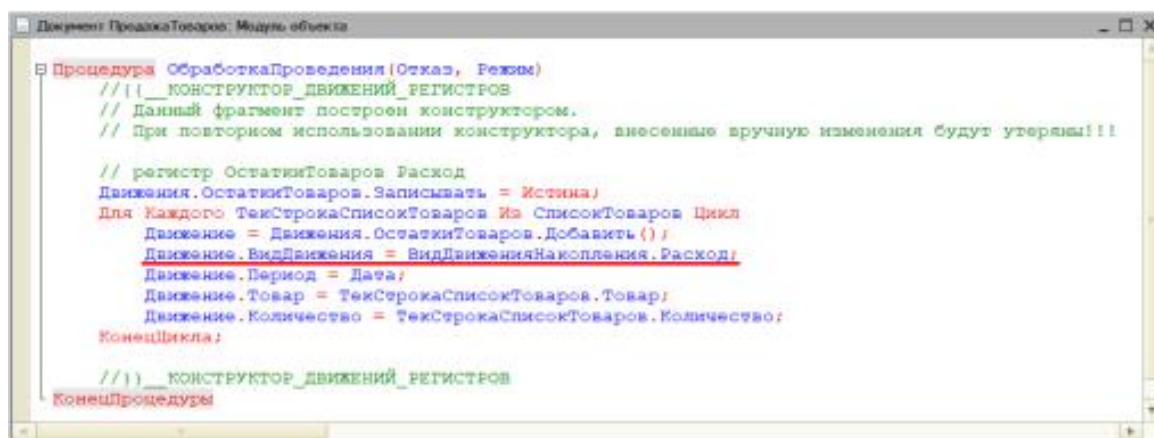 Документ ПродажаТоваров: Модуль объекта
Процедура ОбработкаПроведения(Отказ, Режим)
//{{__КОНСТРУКТОР_ДВИЖЕНИЙ_РЕГИСТРОВ
// Данный фрагмент построен конструктором.
// При повторном использовании конструктора, внесенные вручную изменения будут утеряны!!!
// регистр ОстаткиТоваров Расход
Движения.ОстаткиТоваров.Записывать = Истина;
Для Каждого ТекСтрокаСписокТоваров Из СписокТоваров Цикл
Движение = Движения.ОстаткиТоваров.Добавить();
Движение.ВидДвижения = ВидДвиженияНакопления.Расход;
Движение.Период = Дата;
Движение.Товар = ТекСтрокаСписокТоваров.Товар;
Движение.Количество = ТекСтрокаСписокТоваров.Количество;
КонецЦикла;
//}}__КОНСТРУКТОР_ДВИЖЕНИЙ_РЕГИСТРОВ
КонецПроцедуры